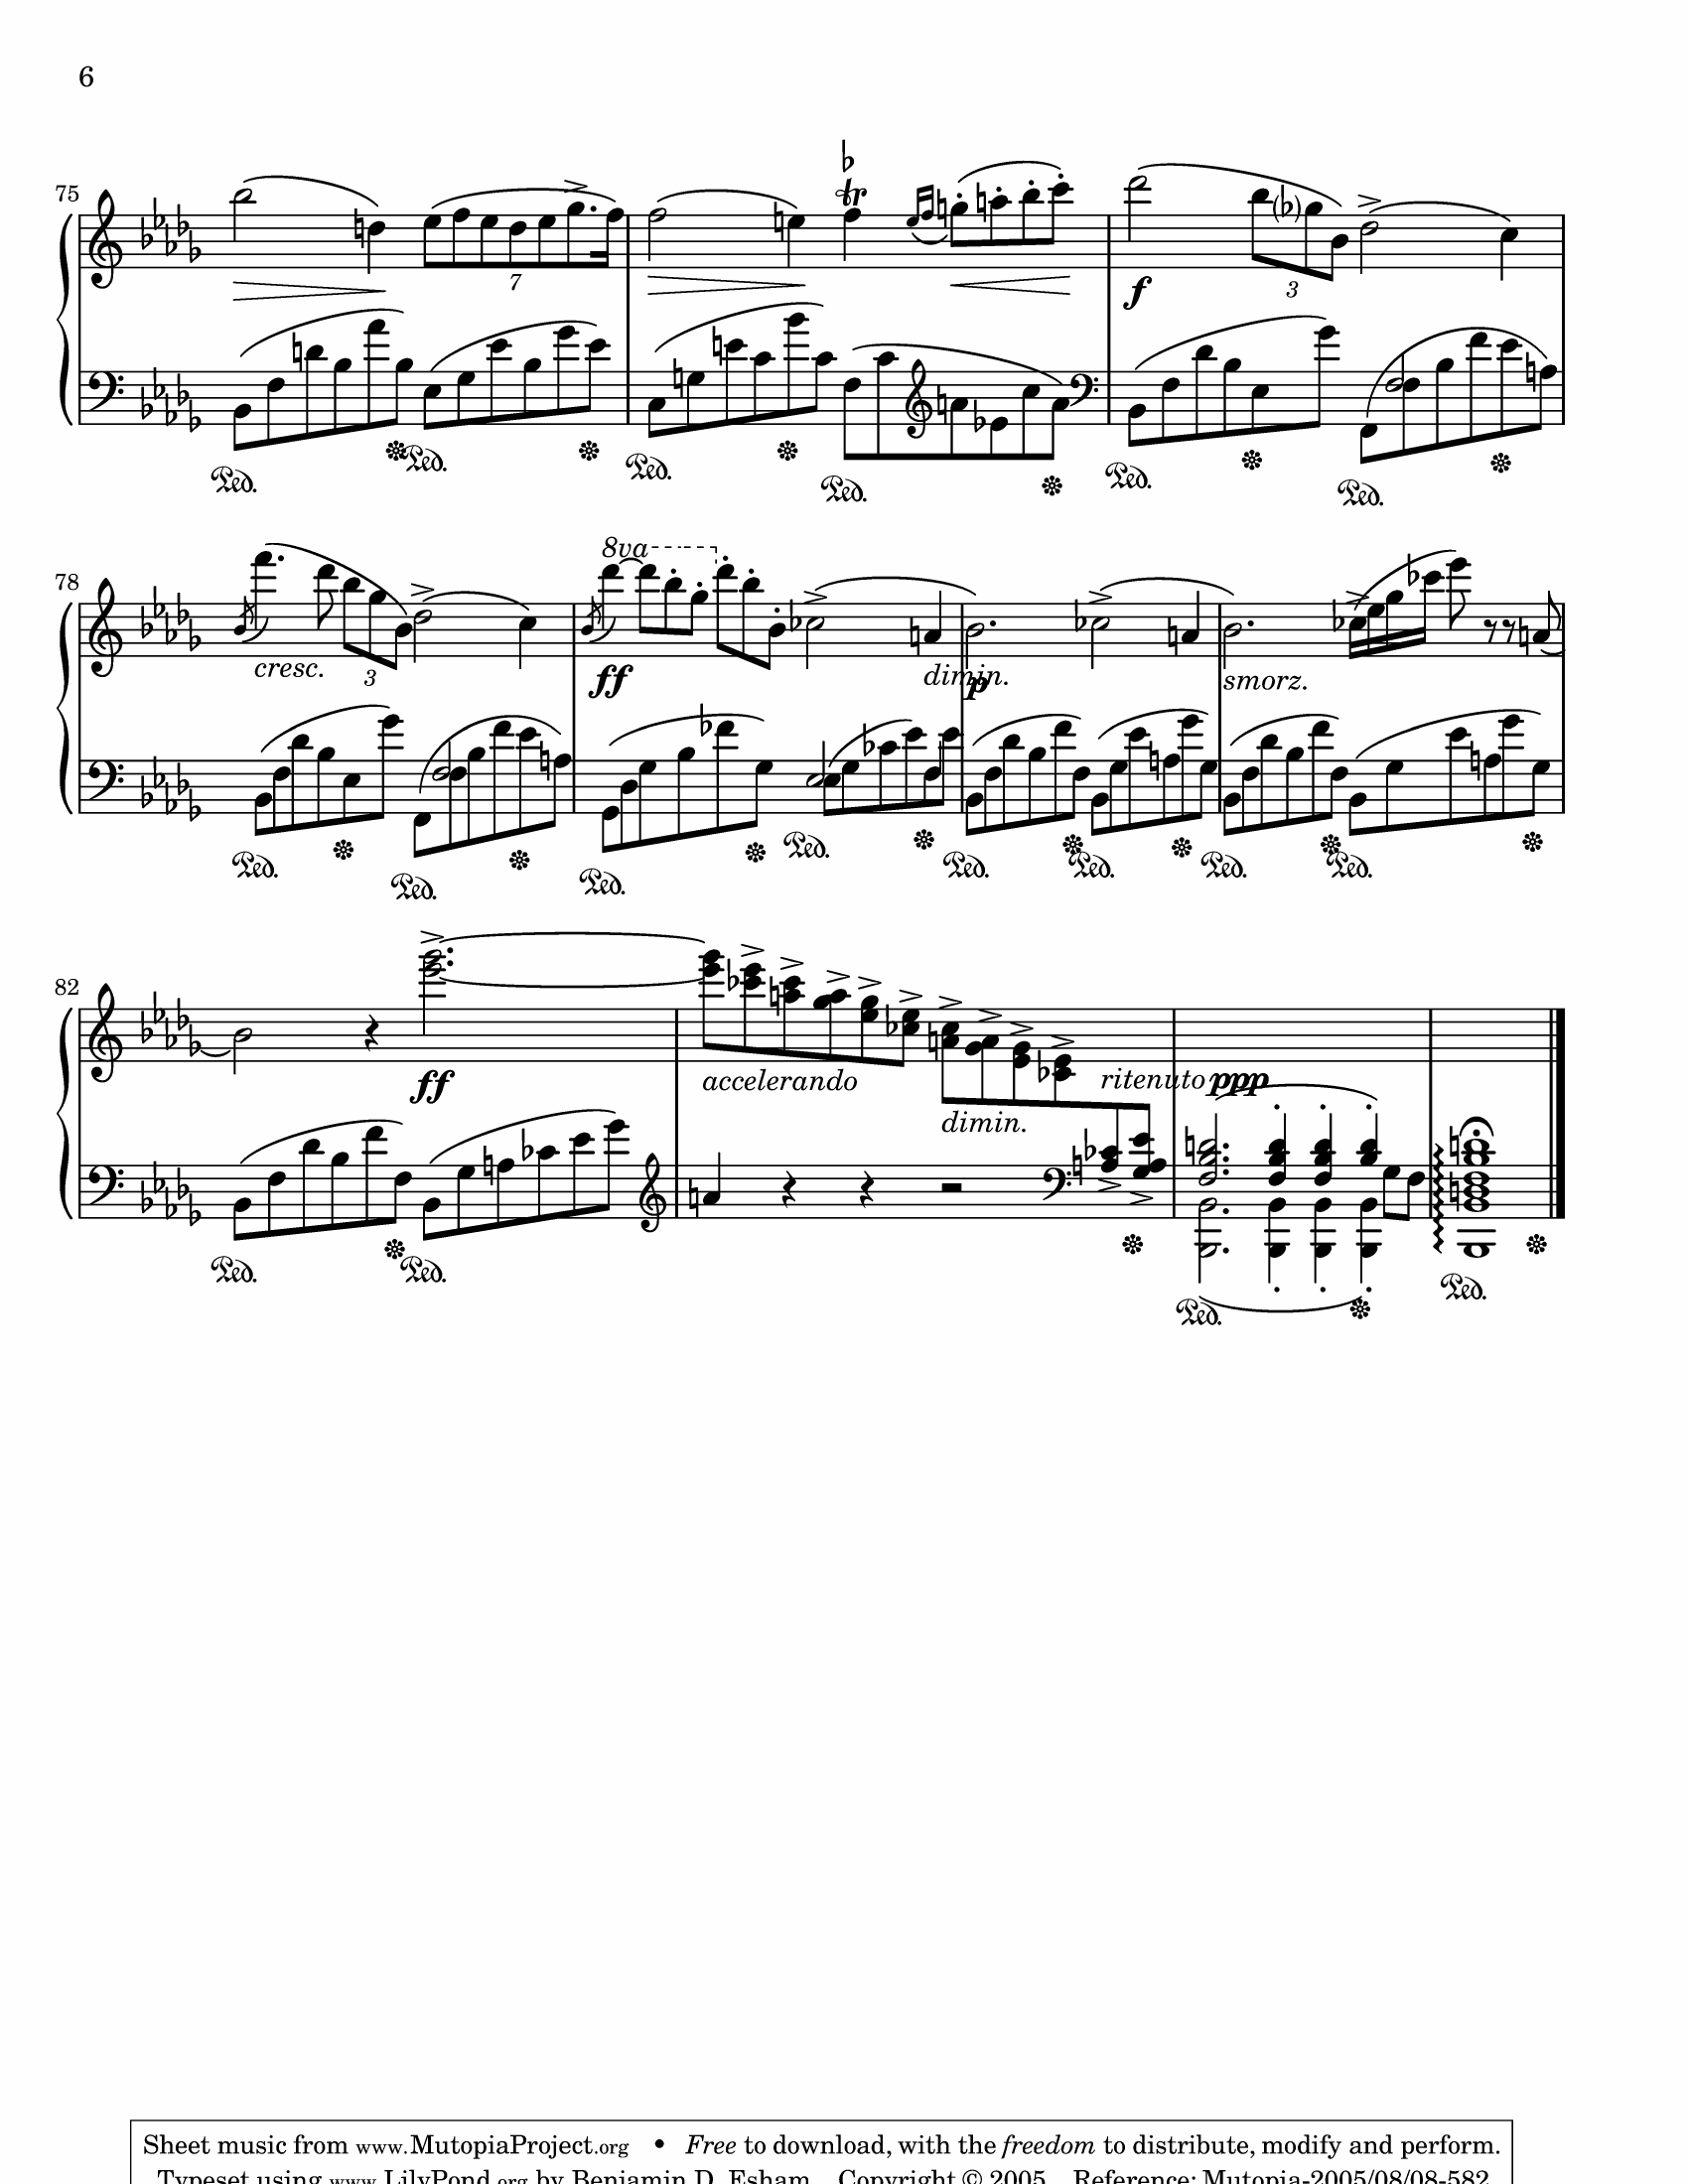 6
75
7
3
f
78
8va
cresc.
3
ff
dimin.
p
smorz.
82
ff
accelerando
dimin.
ritenuto ppp
Sheet music from www.MutopiaProject.org • Free to download, with the freedom to distribute, modify and perform.
Typeset using www.LilyPond.org by Benjamin D. Esham. Copyright © 2005. Reference: Mutopia-2005/08/08-582